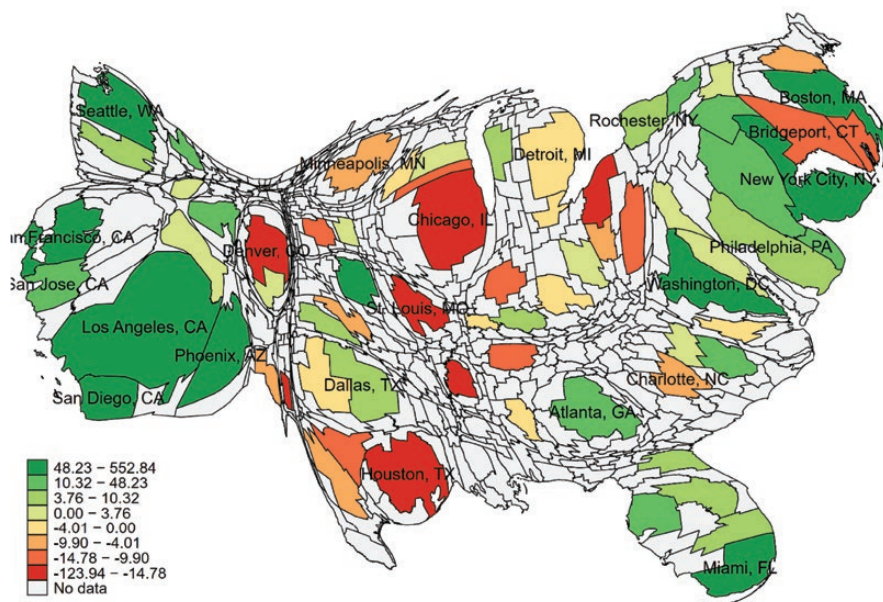 Seattle, WA
Minneapolis, MN
Detroit, MI
Rochester, NY
Boston, MA
Bridgeport, CT
New York City, NY
Chicago, IL
Denver, CO
Philadelphia, PA
an Francisco, CA
San Jose, CA
Washington, DC
St. Louis, MO
Los Angeles, CA
Phoenix, AZ
Dallas, TX
Charlotte, NC
San Diego, CA
Atlanta, GA
Houston, TX
Miami, FL
48.23 – 552.84
10.32 – 48.23
3.76 – 10.32
0.00 – 3.76
-4.01 – 0.00
-9.90 – -4.01
-14.78 – -9.90
-123.94 – -14.78
No data